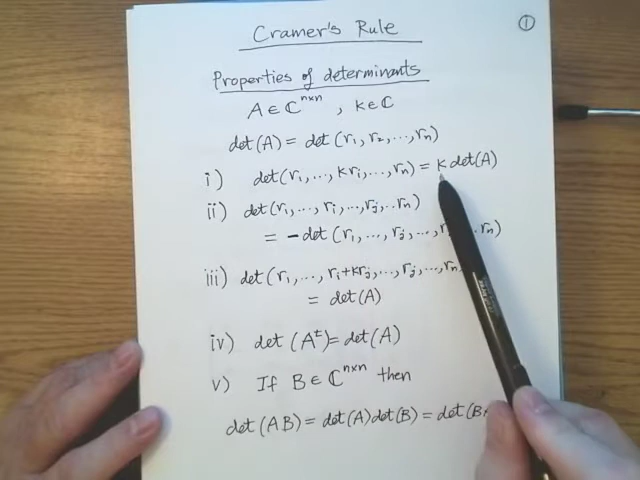 Cramer's Rule
①
Properties of determinants
A ∈ ℂⁿˣⁿ , k ∈ ℂ
det(A) = det(r₁, r₂, ..., rₙ)
i) det(r₁, ..., krᵢ, ..., rₙ) = k det(A)
ii) det(r₁, ..., rᵢ, ..., rⱼ, .. rₙ)
= -det (r₁, ..., rⱼ, ..., rₙ)
iii) det(r₁, ..., rᵢ+krⱼ, ..., rⱼ, ..., rₙ
= det(A)
iv) det (Aᵗ) = det(A)
v) If B ∈ ℂⁿˣⁿ then
det(AB) = det(A)det(B) = det(B